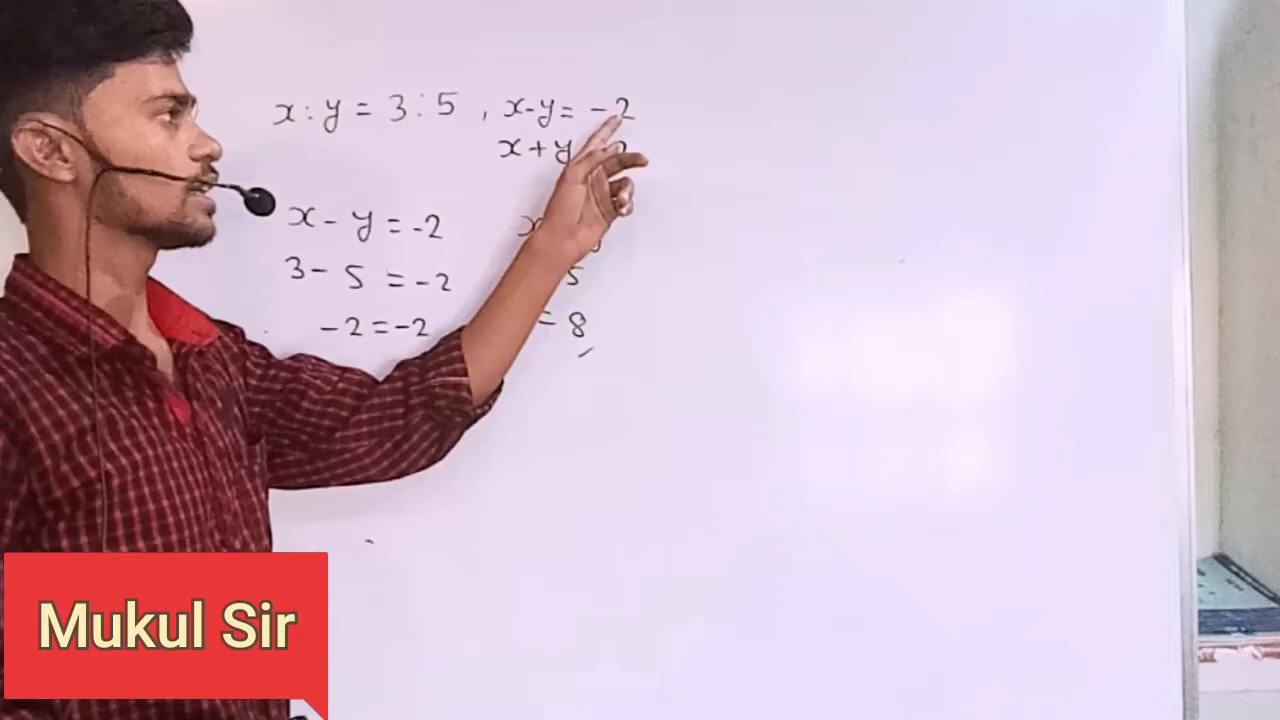 x:y = 3:5 , x-y= -2
x+y
x- y = -2
3- 5 = -2
5
-2=-2
= 8
Mukul Sir